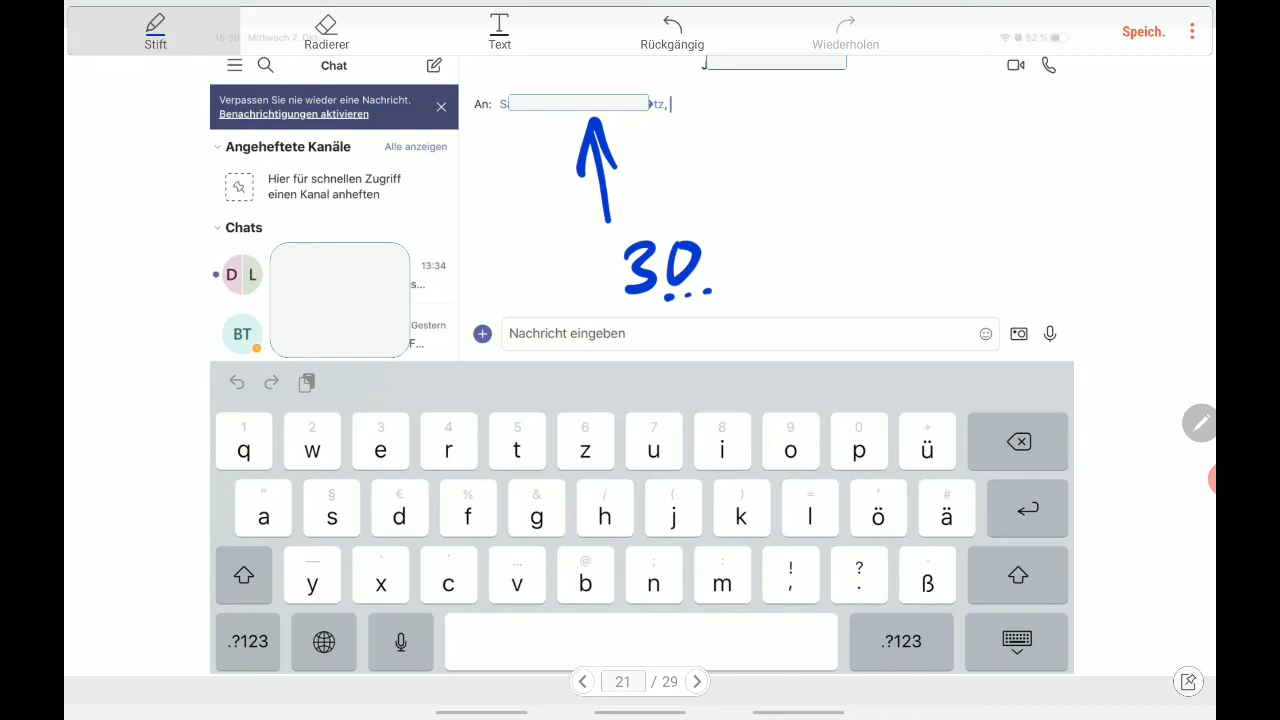 Stift
Radierer
Text
Rückgängig
Wiederholen
Speich.
15:30 Mittwoch 7. Okt.
52 %
Chat
Verpassen Sie nie wieder eine Nachricht.
Benachrichtigungen aktivieren
Angeheftete Kanäle
Alle anzeigen
Hier für schnellen Zugriff
einen Kanal anheften
Chats
D L
13:34
s...
BT
Gestern
F...
An: S
tz,
30...
Nachricht eingeben
1 2 3 4 5 6 7 8 9 0 +
q w e r t z u i o p ü
" § € % & / ( ) = ' #
a s d f g h j k l ö ä
— ` ´ ... @ ; : ! ? -
y x c v b n m , . ß
.?123
.?123
21 / 29